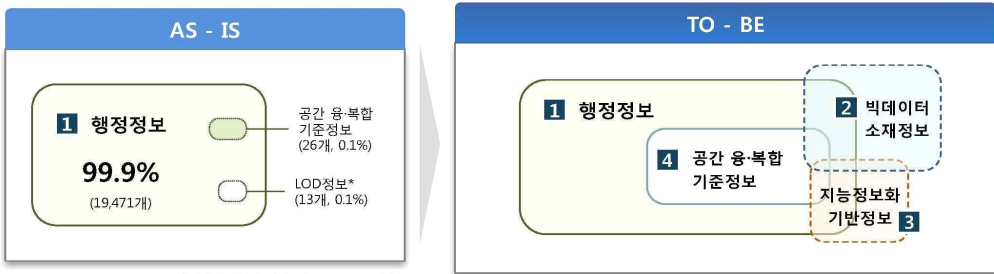 AS - IS
1 행정정보
99.9%
(19,471개)
공간 융·복합
기준정보
(26개, 0.1%)
LOD정보*
(13개, 0.1%)
TO - BE
1 행정정보
2 빅데이터
소재정보
4 공간 융·복합
기준정보
지능정보화
기반정보 3